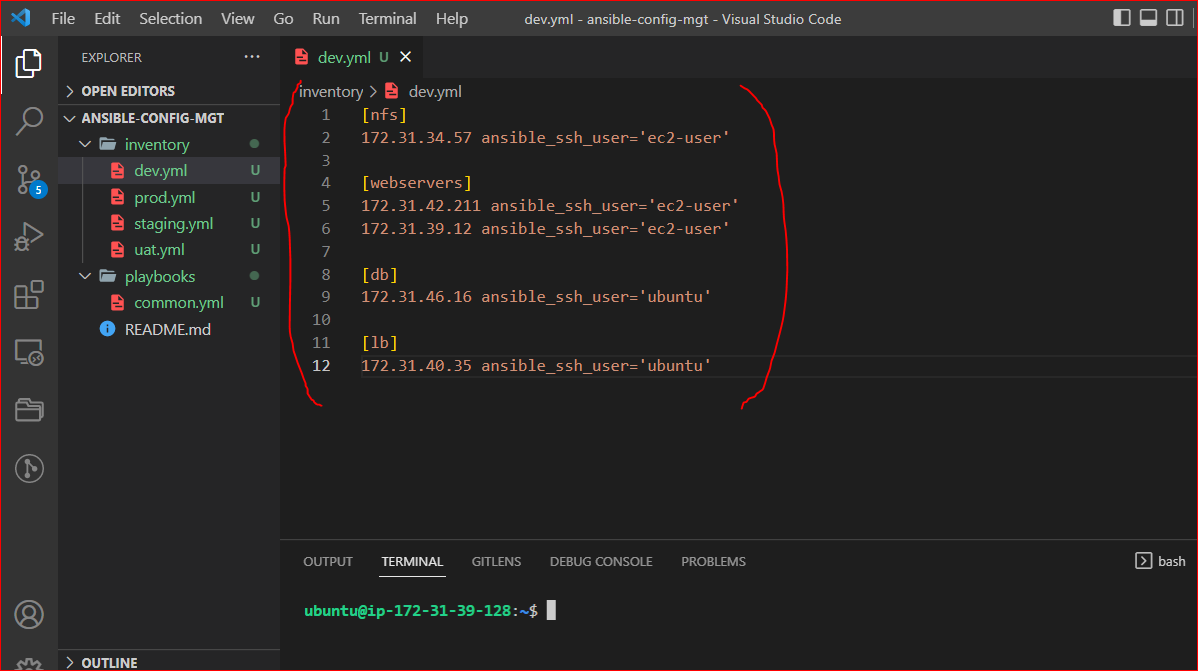 File Edit Selection View Go Run Terminal Help dev.yml - ansible-config-mgt - Visual Studio Code
EXPLORER ...
OPEN EDITORS
ANSIBLE-CONFIG-MGT
inventory
dev.yml U
prod.yml U
staging.yml U
uat.yml U
playbooks
common.yml U
README.md
OUTLINE
5
dev.yml U
inventory > dev.yml
1 [nfs]
2 172.31.34.57 ansible_ssh_user='ec2-user'
3
4 [webservers]
5 172.31.42.211 ansible_ssh_user='ec2-user'
6 172.31.39.12 ansible_ssh_user='ec2-user'
7
8 [db]
9 172.31.46.16 ansible_ssh_user='ubuntu'
10
11 [lb]
12 172.31.40.35 ansible_ssh_user='ubuntu'
OUTPUT TERMINAL GITLENS DEBUG CONSOLE PROBLEMS bash
ubuntu@ip-172-31-39-128:~$